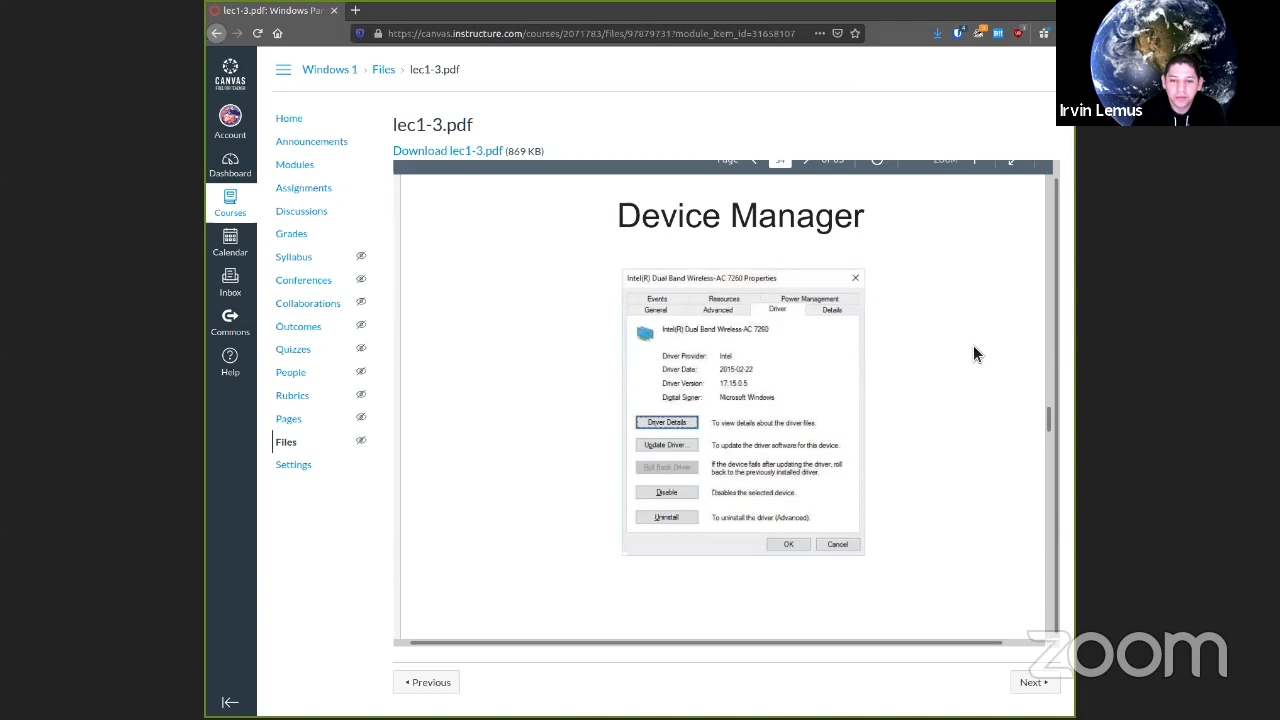 lec1-3.pdf: Windows Par
https://canvas.instructure.com/courses/2071783/files/97879731?module_item_id=31658107
Irvin Lemus
CANVAS
FREE FOR TEACHER
Account
Dashboard
Courses
Calendar
Inbox
Commons
Help
Windows 1 › Files › lec1-3.pdf
Home
Announcements
Modules
Assignments
Discussions
Grades
Syllabus
Conferences
Collaborations
Outcomes
Quizzes
People
Rubrics
Pages
Files
Settings
lec1-3.pdf
Download lec1-3.pdf (869 KB)
Device Manager
Intel(R) Dual Band Wireless-AC 7260 Properties
Events Resources Power Management
General Advanced Driver Details
Intel(R) Dual Band Wireless-AC 7260
Driver Provider: Intel
Driver Date: 2015-02-22
Driver Version: 17.15.0.5
Digital Signer: Microsoft Windows
Driver Details To view details about the driver files.
Update Driver... To update the driver software for this device.
Roll Back Driver If the device fails after updating the driver, roll
back to the previously installed driver.
Disable Disables the selected device.
Uninstall To uninstall the driver (Advanced).
OK Cancel
Previous
Next
zoom